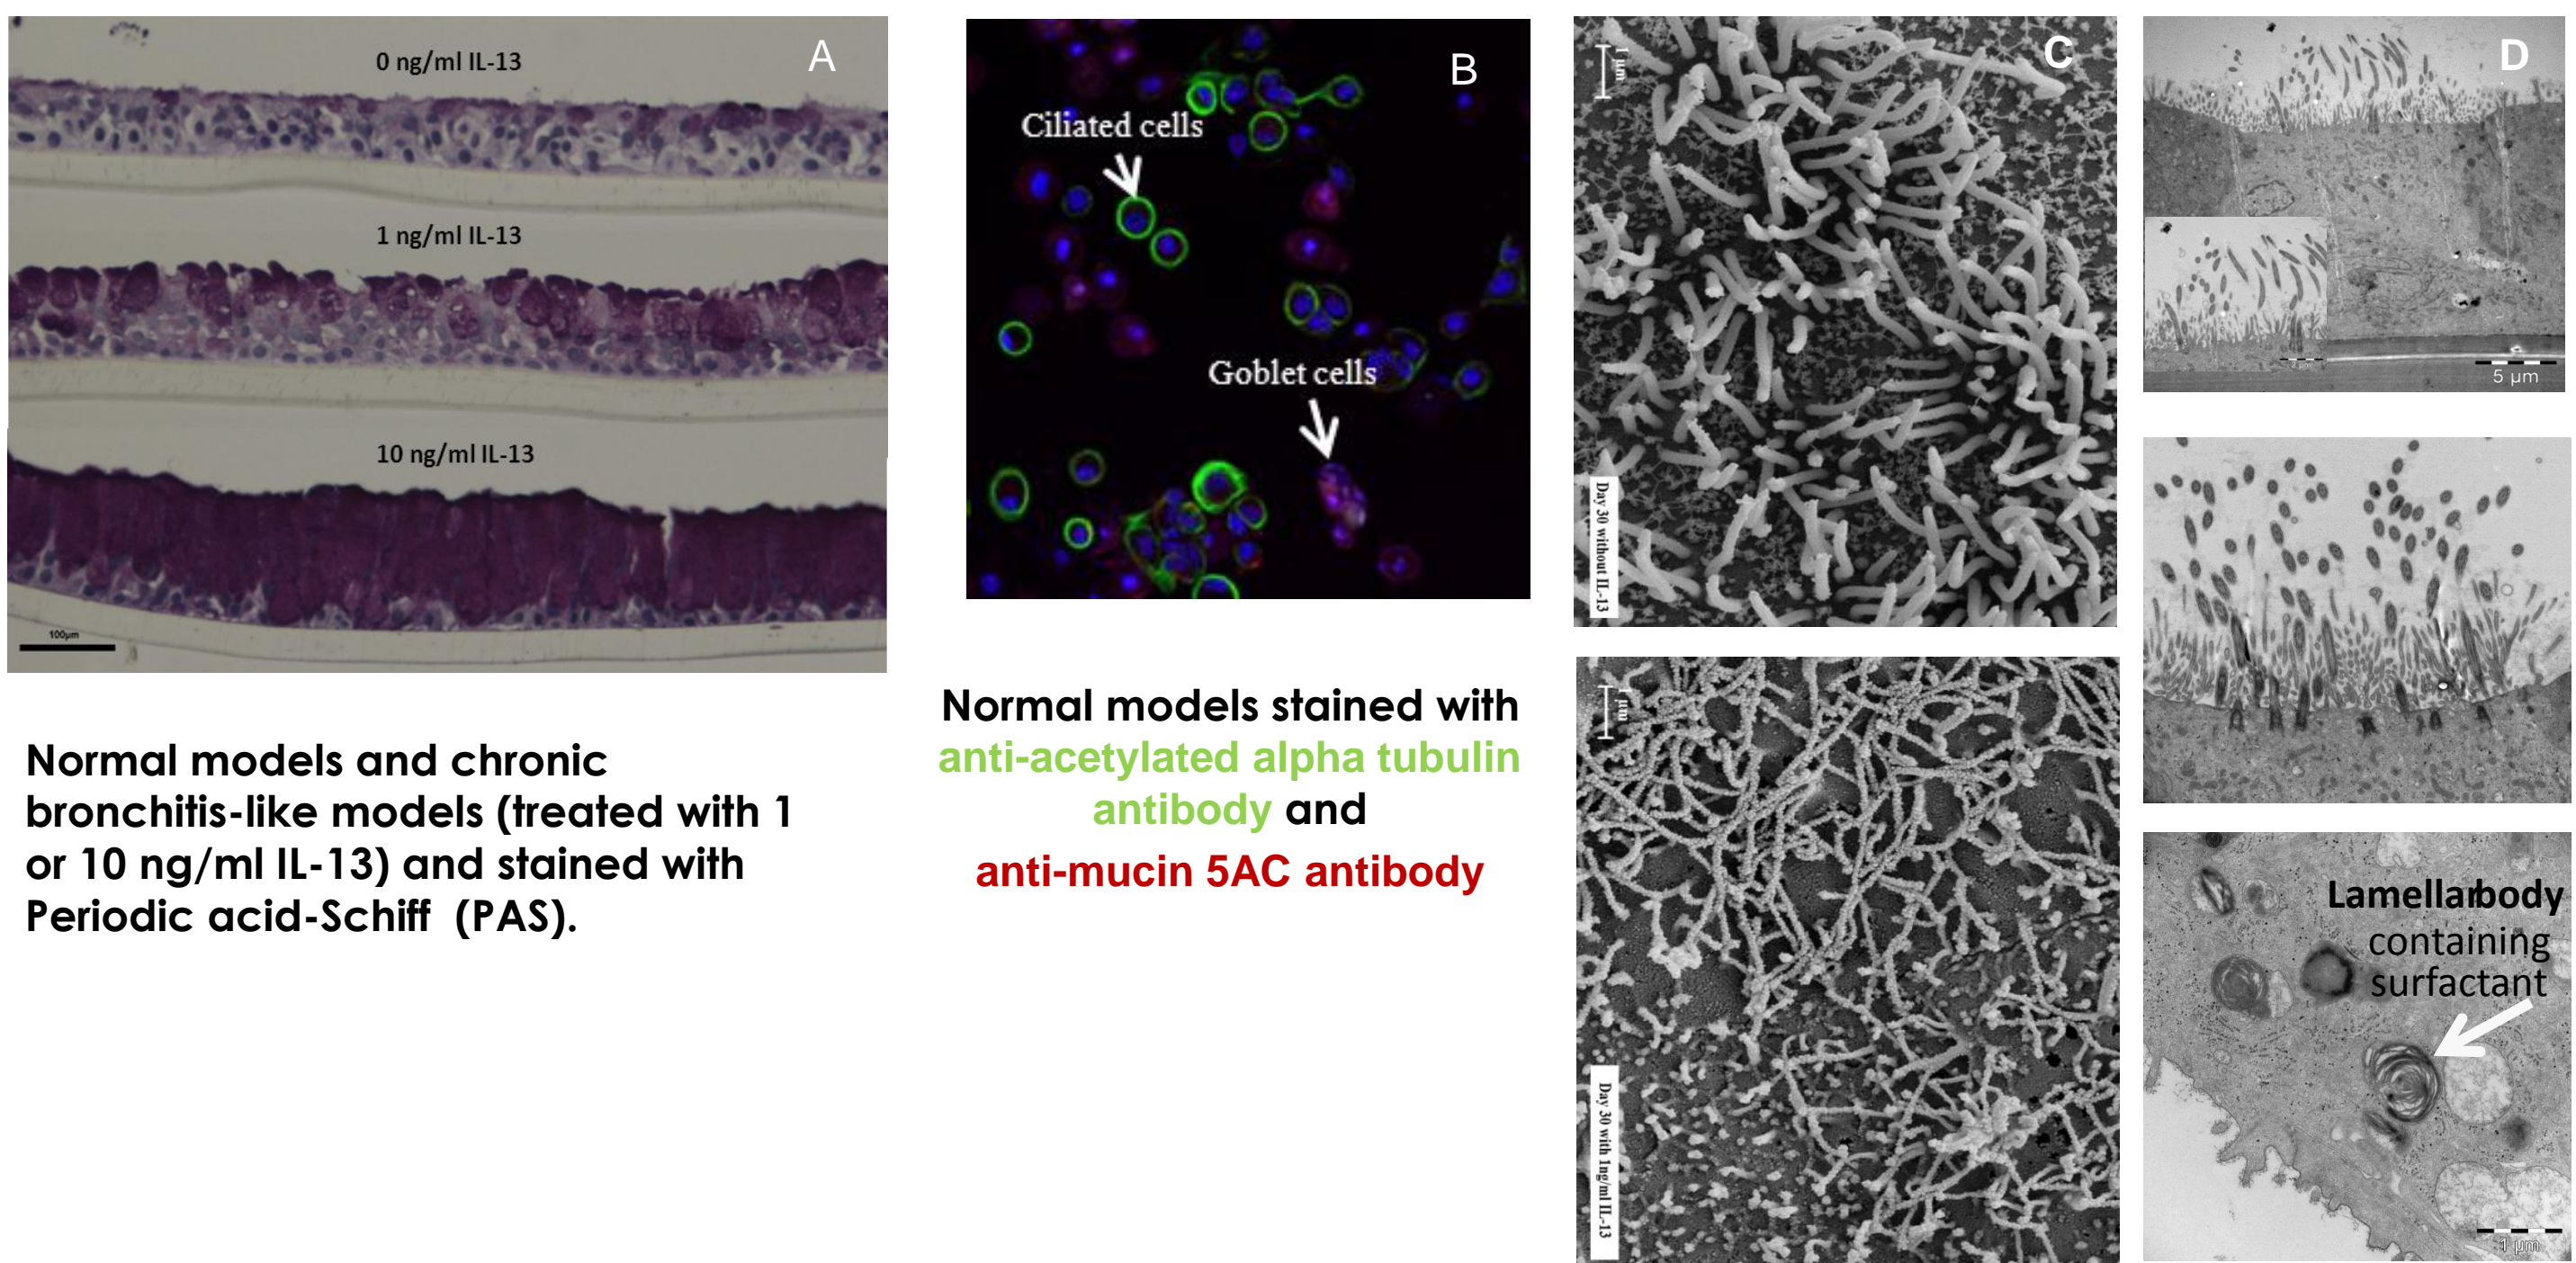 A
0 ng/ml IL-13
1 ng/ml IL-13
10 ng/ml IL-13
100µm
Normal models and chronic
bronchitis-like models (treated with 1
or 10 ng/ml IL-13) and stained with
Periodic acid-Schiff (PAS).
B
Ciliated cells
Goblet cells
Normal models stained with
anti-acetylated alpha tubulin
antibody and
anti-mucin 5AC antibody
C
1 µm
Day 30 without IL-13
µm
Day 30 with 1ng/ml IL-13
D
2 µm
5 µm
Lamellarbody
containing
surfactant
1 µm